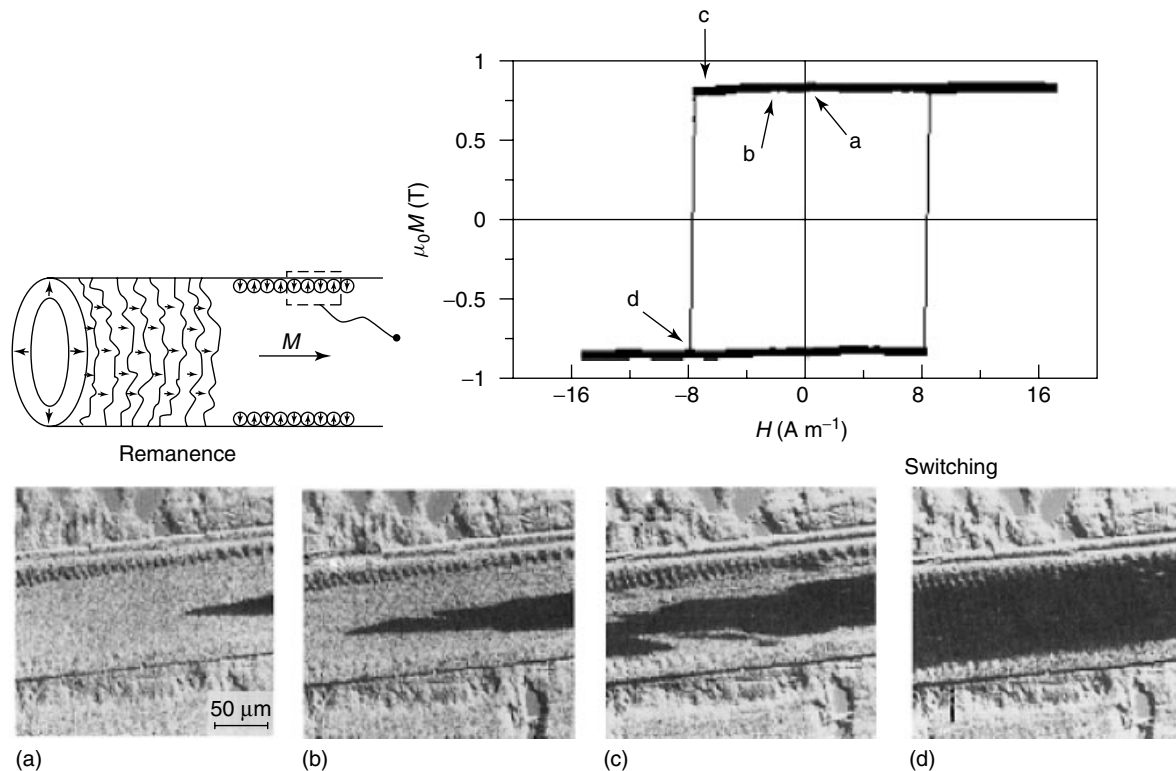 c
1
b
a
0.5
μ₀M (T)
0
d
−0.5
−1
−16
−8
0
8
16
H (A m⁻¹)
M
Remanence
Switching
50 μm
(a)
(b)
(c)
(d)